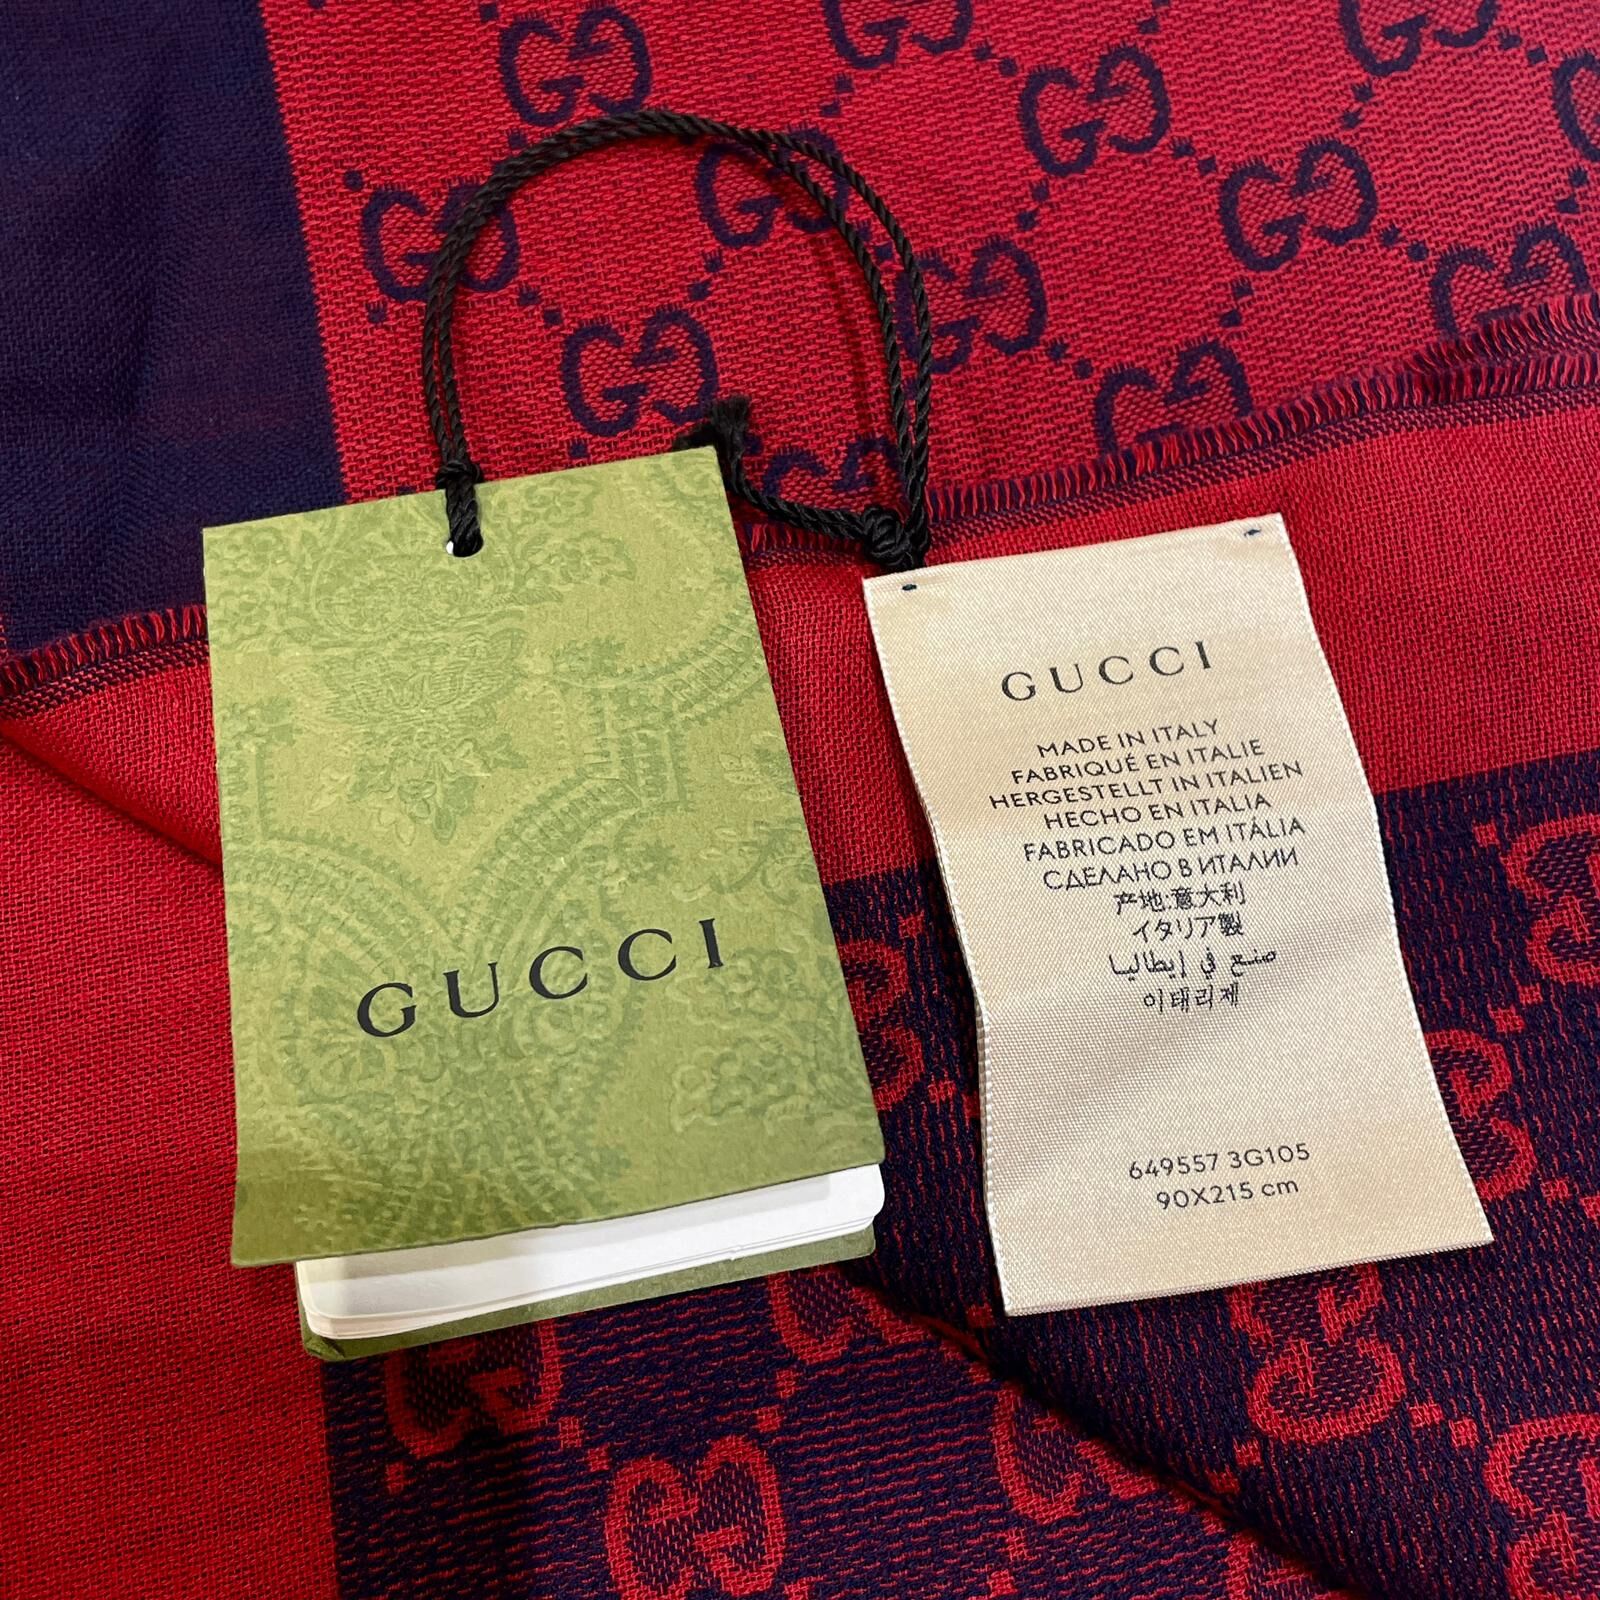 GUCCI
GUCCI
MADE IN ITALY
FABRIQUÉ EN ITALIE
HERGESTELLT IN ITALIEN
HECHO EN ITALIA
FABRICADO EM ITÁLIA
СДЕЛАНО В ИТАЛИИ
产地:意大利
イタリア製
صنع في إيطاليا
이태리제
649557 3G105
90X215 cm